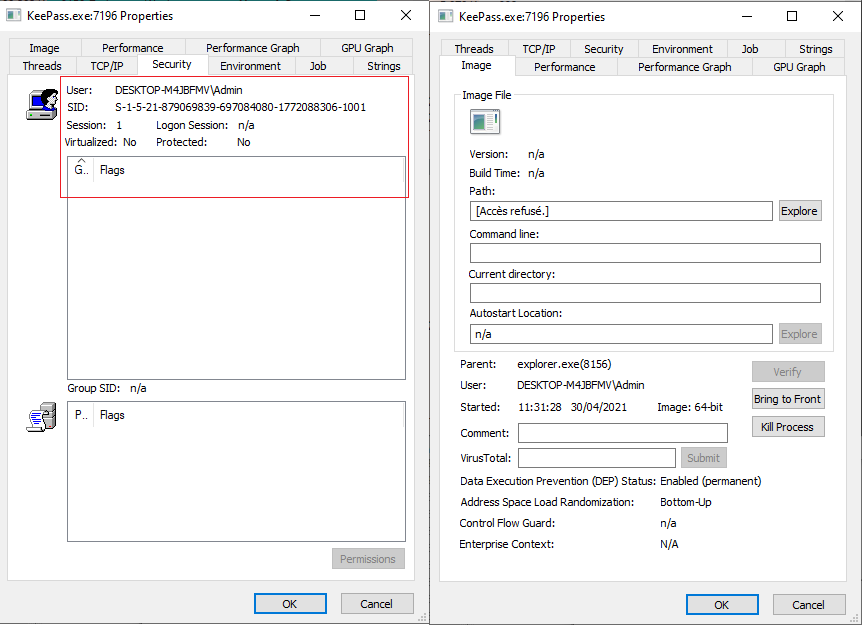 KeePass.exe:7196 Properties
Image Performance Performance Graph GPU Graph
Threads TCP/IP Security Environment Job Strings
User: DESKTOP-M4JBFMV\Admin
SID: S-1-5-21-879069839-697084080-1772088306-1001
Session: 1 Logon Session: n/a
Virtualized: No Protected: No
G.. Flags
Group SID: n/a
P.. Flags
Permissions
OK Cancel
KeePass.exe:7196 Properties
Threads TCP/IP Security Environment Job Strings
Image Performance Performance Graph GPU Graph
Image File
Version: n/a
Build Time: n/a
Path:
[Accès refusé.] Explore
Command line:
Current directory:
Autostart Location:
n/a Explore
Parent: explorer.exe(8156) Verify
User: DESKTOP-M4JBFMV\Admin Bring to Front
Started: 11:31:28 30/04/2021 Image: 64-bit
Kill Process
Comment:
VirusTotal: Submit
Data Execution Prevention (DEP) Status: Enabled (permanent)
Address Space Load Randomization: Bottom-Up
Control Flow Guard: n/a
Enterprise Context: N/A
OK Cancel